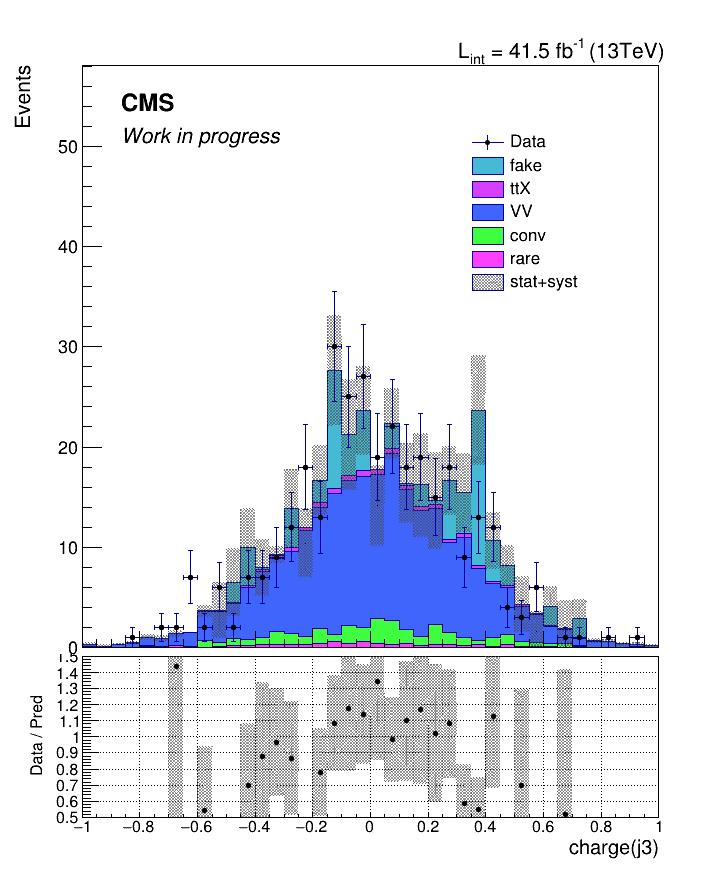 L_int = 41.5 fb^-1 (13TeV)
Events
CMS
Work in progress
Data
fake
ttX
VV
conv
rare
stat+syst
50
40
30
20
10
0
1.5
1.4
1.3
1.2
1.1
1
0.9
0.8
0.7
0.6
0.5
Data / Pred
−1 −0.8 −0.6 −0.4 −0.2 0 0.2 0.4 0.6 0.8 1
charge(j3)